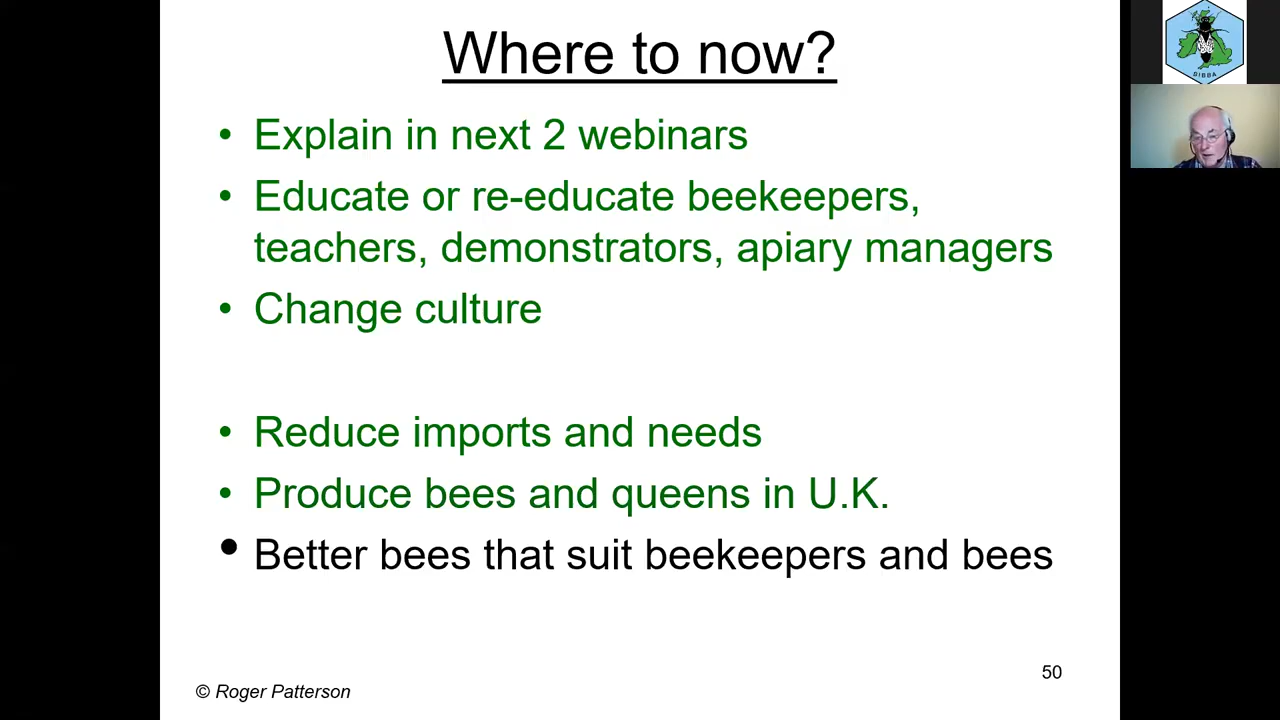 Where to now?
• Explain in next 2 webinars
• Educate or re-educate beekeepers,
teachers, demonstrators, apiary managers
• Change culture
• Reduce imports and needs
• Produce bees and queens in U.K.
• Better bees that suit beekeepers and bees
50
© Roger Patterson
BIBBA